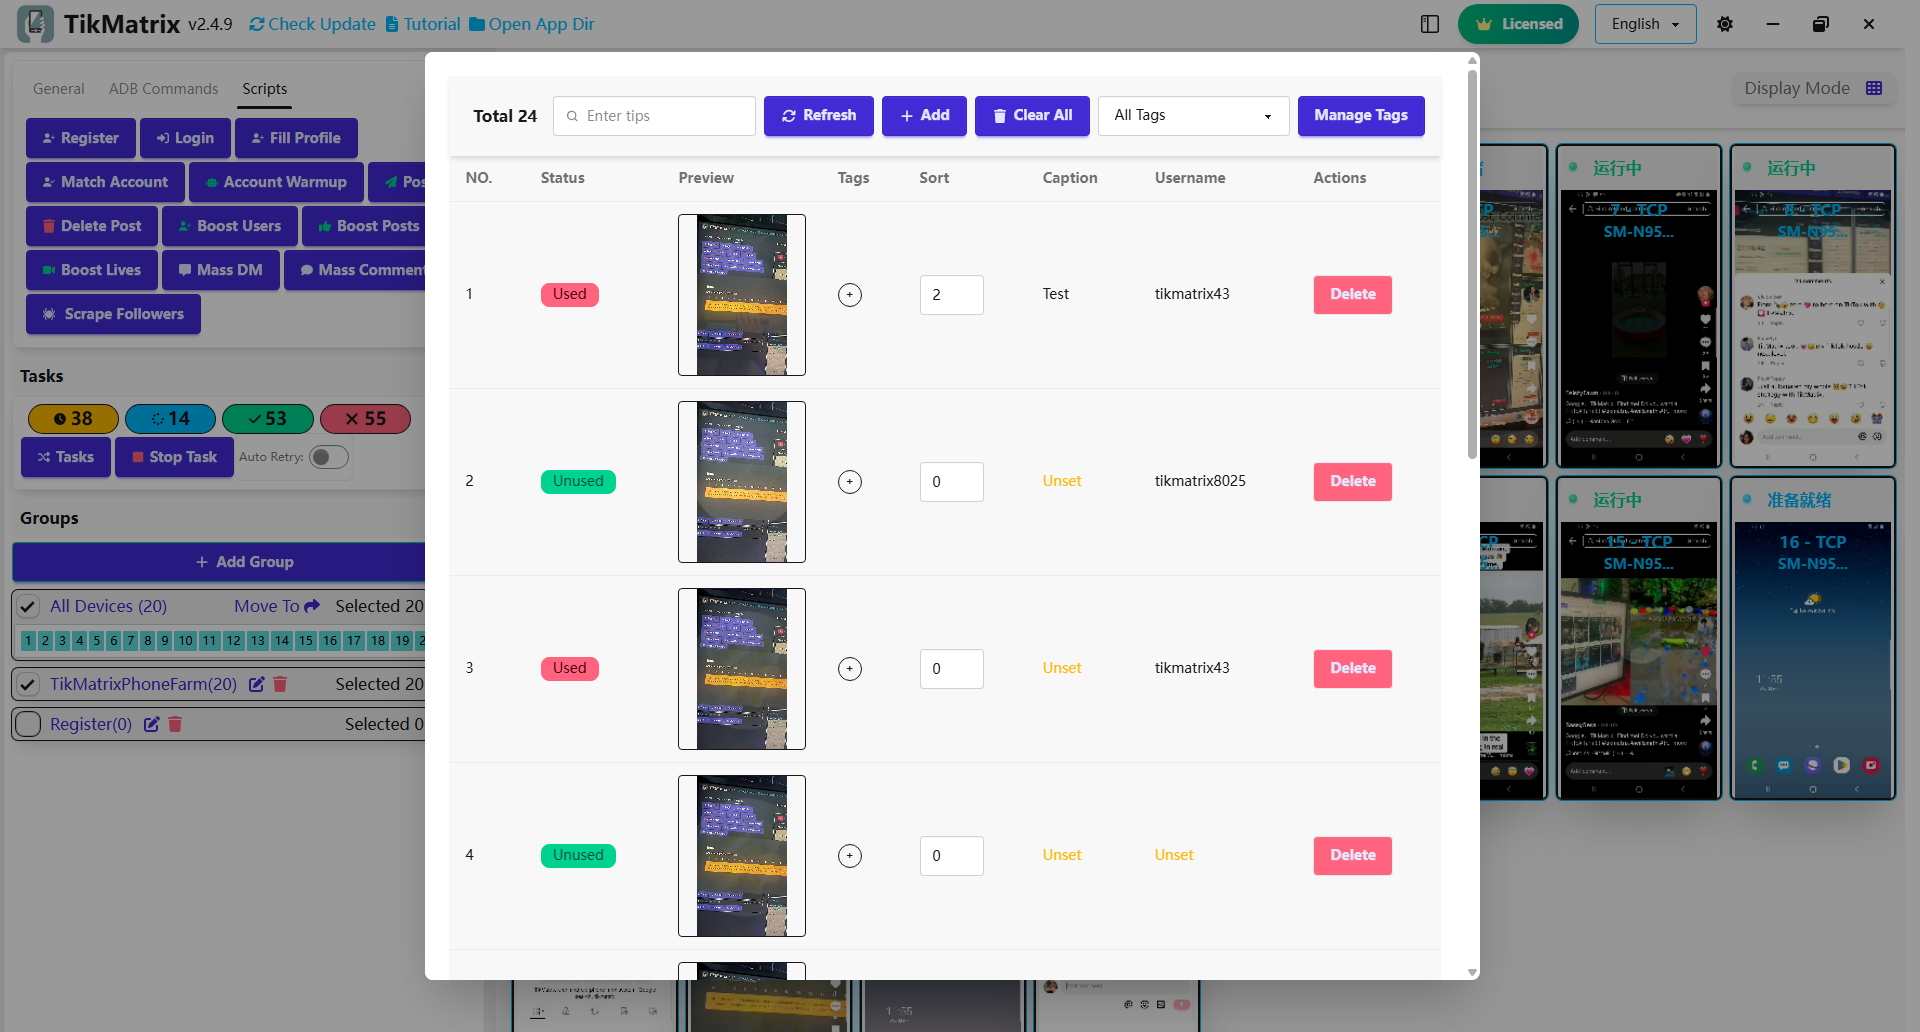 TikMatrix v2.4.9 Check Update Tutorial Open App Dir Licensed English
General ADB Commands Scripts
Register Login Fill Profile
Match Account Account Warmup Pos
Delete Post Boost Users Boost Posts
Boost Lives Mass DM Mass Comment
Scrape Followers
Tasks
38 14 53 55
Tasks Stop Task Auto Retry:
Groups
Add Group
All Devices (20) Move To Selected 20
1 2 3 4 5 6 7 8 9 10 11 12 13 14 15 16 17 18 19 2
TikMatrixPhoneFarm(20) Selected 20
Register(0) Selected 0
Total 24 Enter tips Refresh Add Clear All All Tags Manage Tags
NO. Status Preview Tags Sort Caption Username Actions
1 Used 2 Test tikmatrix43 Delete
2 Unused 0 Unset tikmatrix8025 Delete
3 Used 0 Unset tikmatrix43 Delete
4 Unused 0 Unset Unset Delete
Display Mode
运行中 运行中
7 - TCP
SM-N95... SM-N95...
运行中 准备就绪
15 - TCP 16 - TCP
SM-N95... SM-N95...
11:55